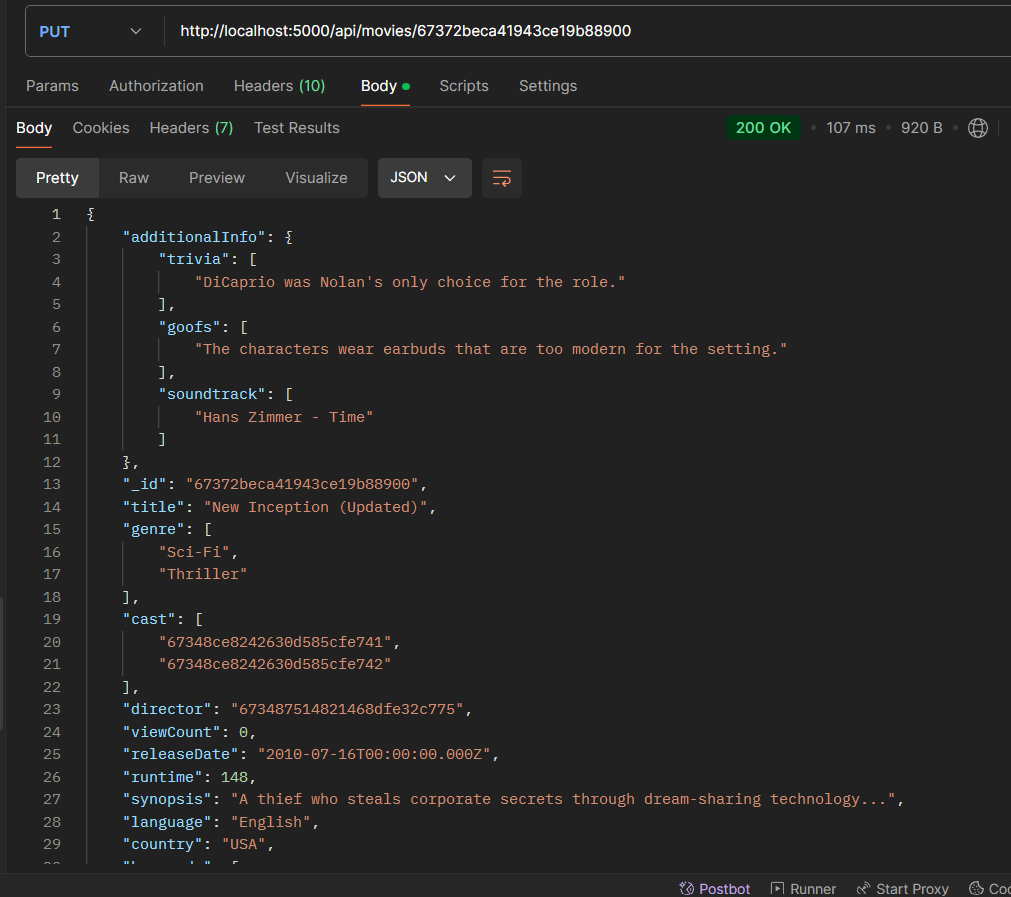 PUT http://localhost:5000/api/movies/67372beca41943ce19b88900
Params Authorization Headers (10) Body Scripts Settings
Body Cookies Headers (7) Test Results 200 OK 107 ms 920 B
Pretty Raw Preview Visualize JSON
1 {
2 "additionalInfo": {
3 "trivia": [
4 "DiCaprio was Nolan's only choice for the role."
5 ],
6 "goofs": [
7 "The characters wear earbuds that are too modern for the setting."
8 ],
9 "soundtrack": [
10 "Hans Zimmer - Time"
11 ]
12 },
13 "_id": "67372beca41943ce19b88900",
14 "title": "New Inception (Updated)",
15 "genre": [
16 "Sci-Fi",
17 "Thriller"
18 ],
19 "cast": [
20 "67348ce8242630d585cfe741",
21 "67348ce8242630d585cfe742"
22 ],
23 "director": "673487514821468dfe32c775",
24 "viewCount": 0,
25 "releaseDate": "2010-07-16T00:00:00.000Z",
26 "runtime": 148,
27 "synopsis": "A thief who steals corporate secrets through dream-sharing technology...",
28 "language": "English",
29 "country": "USA",
Postbot Runner Start Proxy Coo